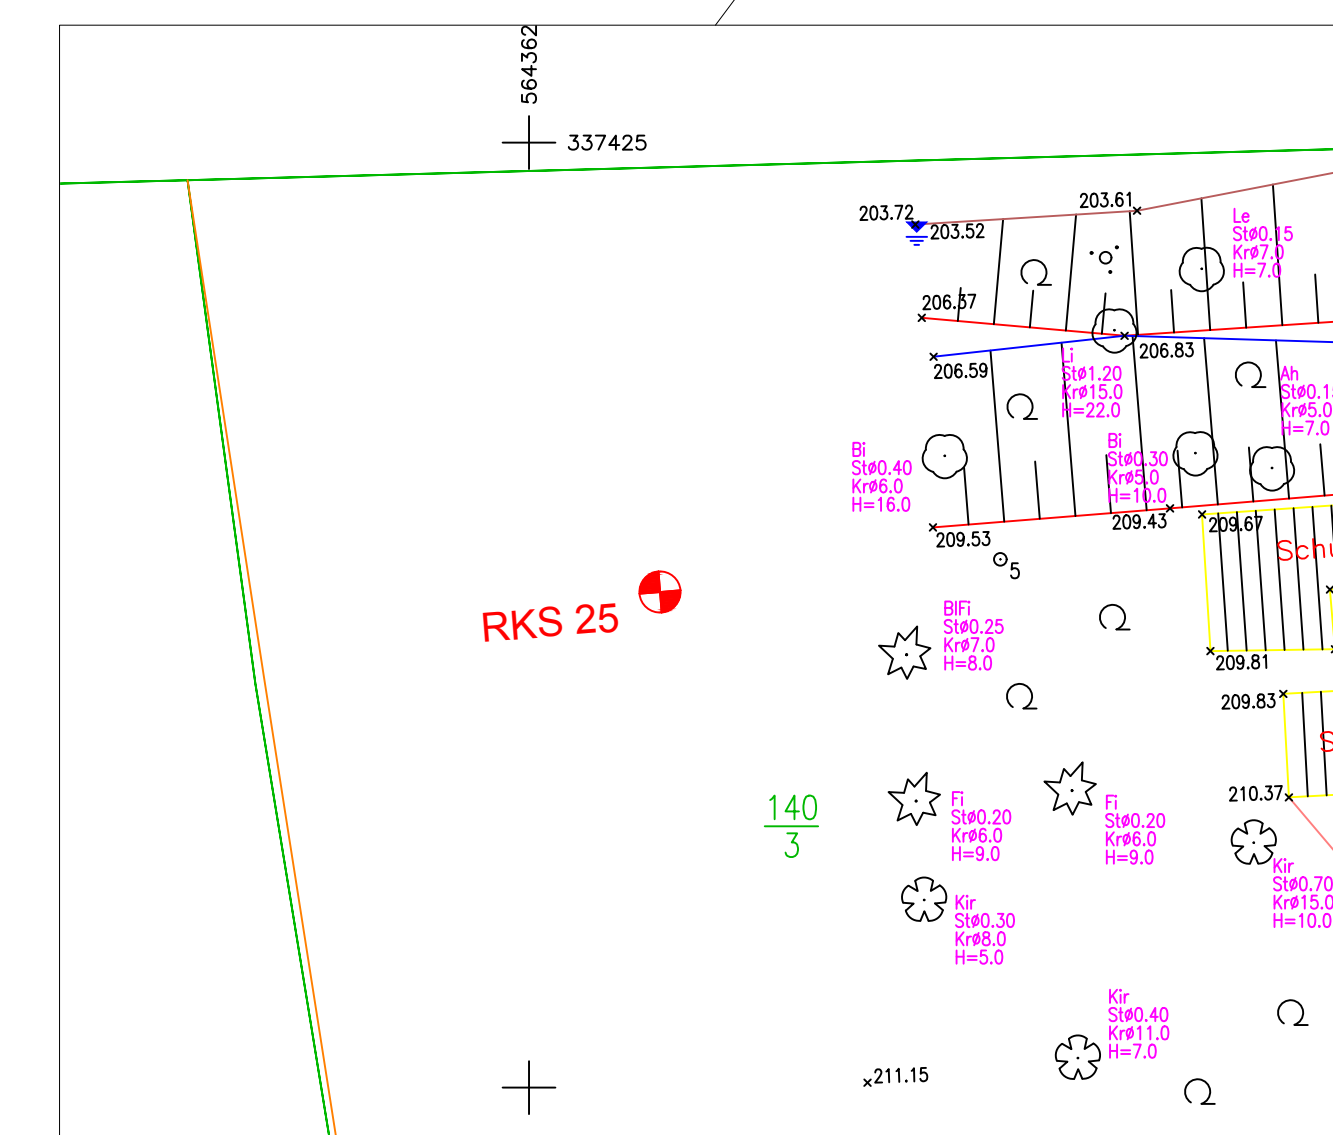 564362
337425
203.72
203.52
203.61
Le
Stø0.15
Krø7.0
H=7.0
206.37
206.83
206.59
Li
Stø1.20
Krø15.0
H=22.0
Ah
Stø0.15
Krø5.0
H=7.0
Bi
Stø0.40
Krø6.0
H=16.0
Bi
Stø0.30
Krø5.0
H=10.0
209.43
209.67
209.53
5
Schu
RKS 25
BlFi
Stø0.25
Krø7.0
H=8.0
209.81
209.83
S
210.37
140
3
Fi
Stø0.20
Krø6.0
H=9.0
Fi
Stø0.20
Krø6.0
H=9.0
Kir
Stø0.70
Krø15.0
H=10.0
Kir
Stø0.30
Krø8.0
H=5.0
Kir
Stø0.40
Krø11.0
H=7.0
211.15